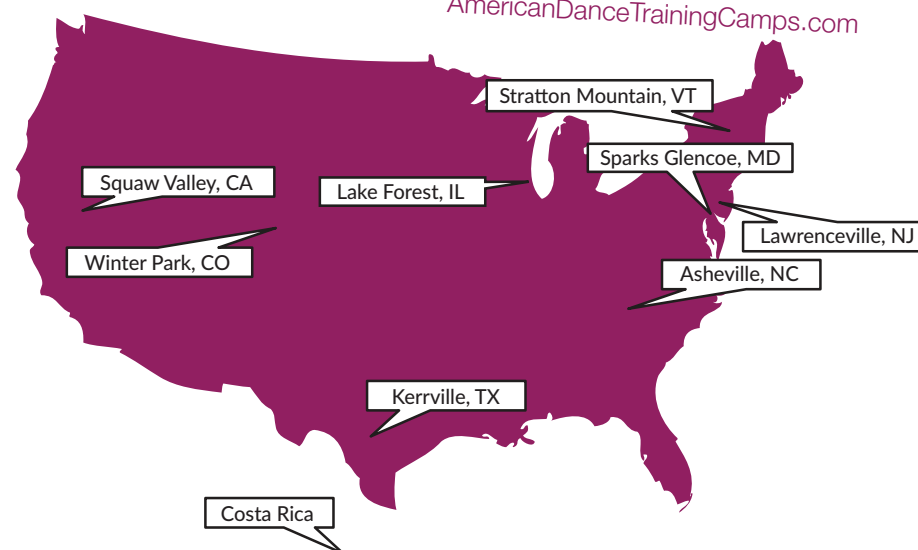 AmericanDanceTrainingCamps.com
Stratton Mountain, VT
Sparks Glencoe, MD
Squaw Valley, CA
Lake Forest, IL
Lawrenceville, NJ
Winter Park, CO
Asheville, NC
Kerrville, TX
Costa Rica